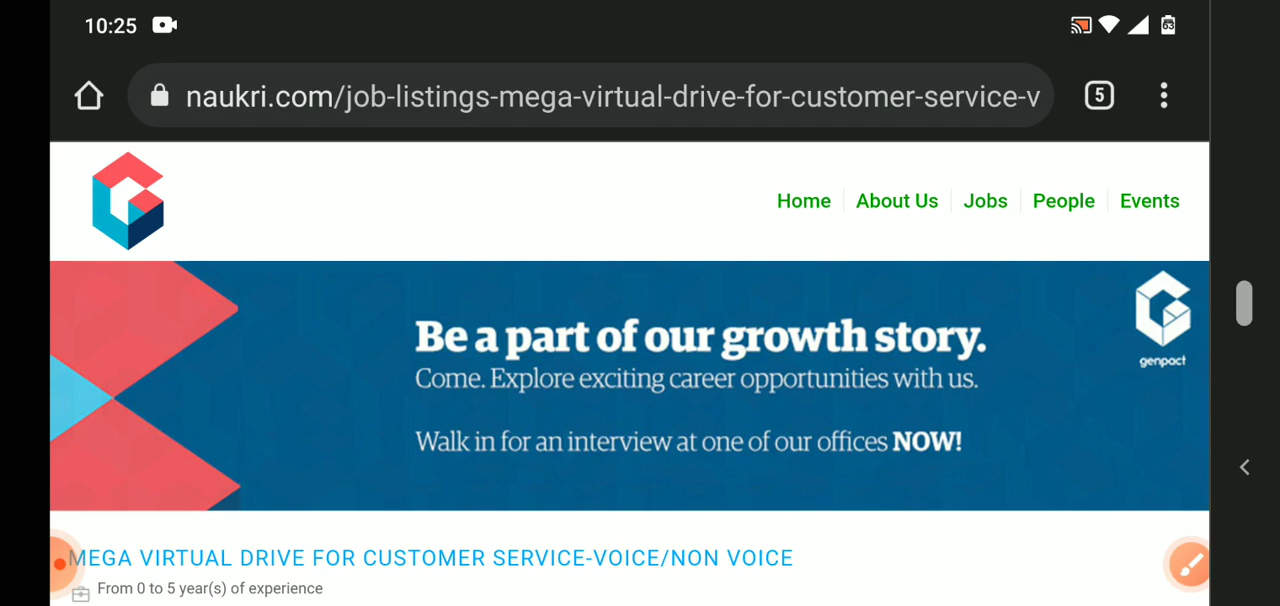 10:25
63
naukri.com/job-listings-mega-virtual-drive-for-customer-service-v
5
Home
About Us
Jobs
People
Events
genpact
Be a part of our growth story.
Come. Explore exciting career opportunities with us.
Walk in for an interview at one of our offices NOW!
MEGA VIRTUAL DRIVE FOR CUSTOMER SERVICE-VOICE/NON VOICE
From 0 to 5 year(s) of experience